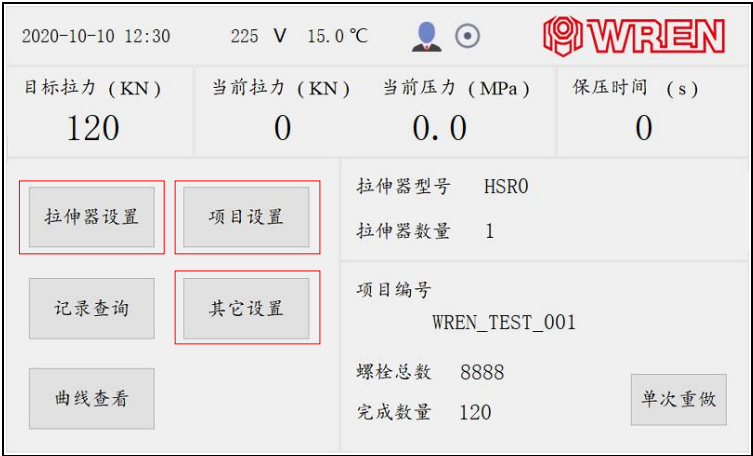 2020-10-10 12:30 225 V 15.0℃ WREN
目标拉力 (KN) 当前拉力 (KN) 当前压力 (MPa) 保压时间 (s)
120 0 0.0 0
拉伸器设置 项目设置
拉伸器型号 HSR0
拉伸器数量 1
记录查询 其它设置
项目编号
WREN_TEST_001
曲线查看
螺栓总数 8888
完成数量 120
单次重做